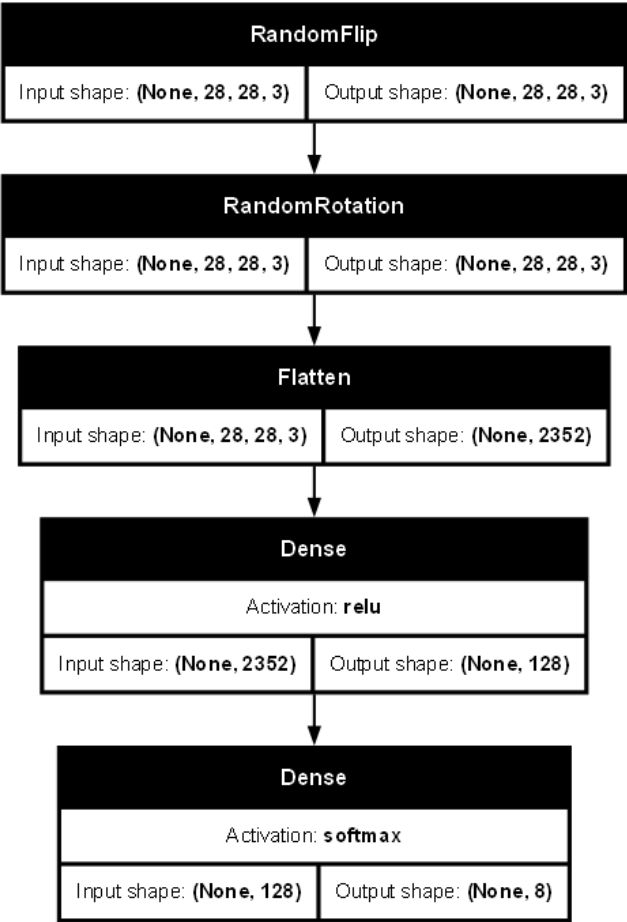 RandomFlip
Input shape: (None, 28, 28, 3) Output shape: (None, 28, 28, 3)
RandomRotation
Input shape: (None, 28, 28, 3) Output shape: (None, 28, 28, 3)
Flatten
Input shape: (None, 28, 28, 3) Output shape: (None, 2352)
Dense
Activation: relu
Input shape: (None, 2352) Output shape: (None, 128)
Dense
Activation: softmax
Input shape: (None, 128) Output shape: (None, 8)